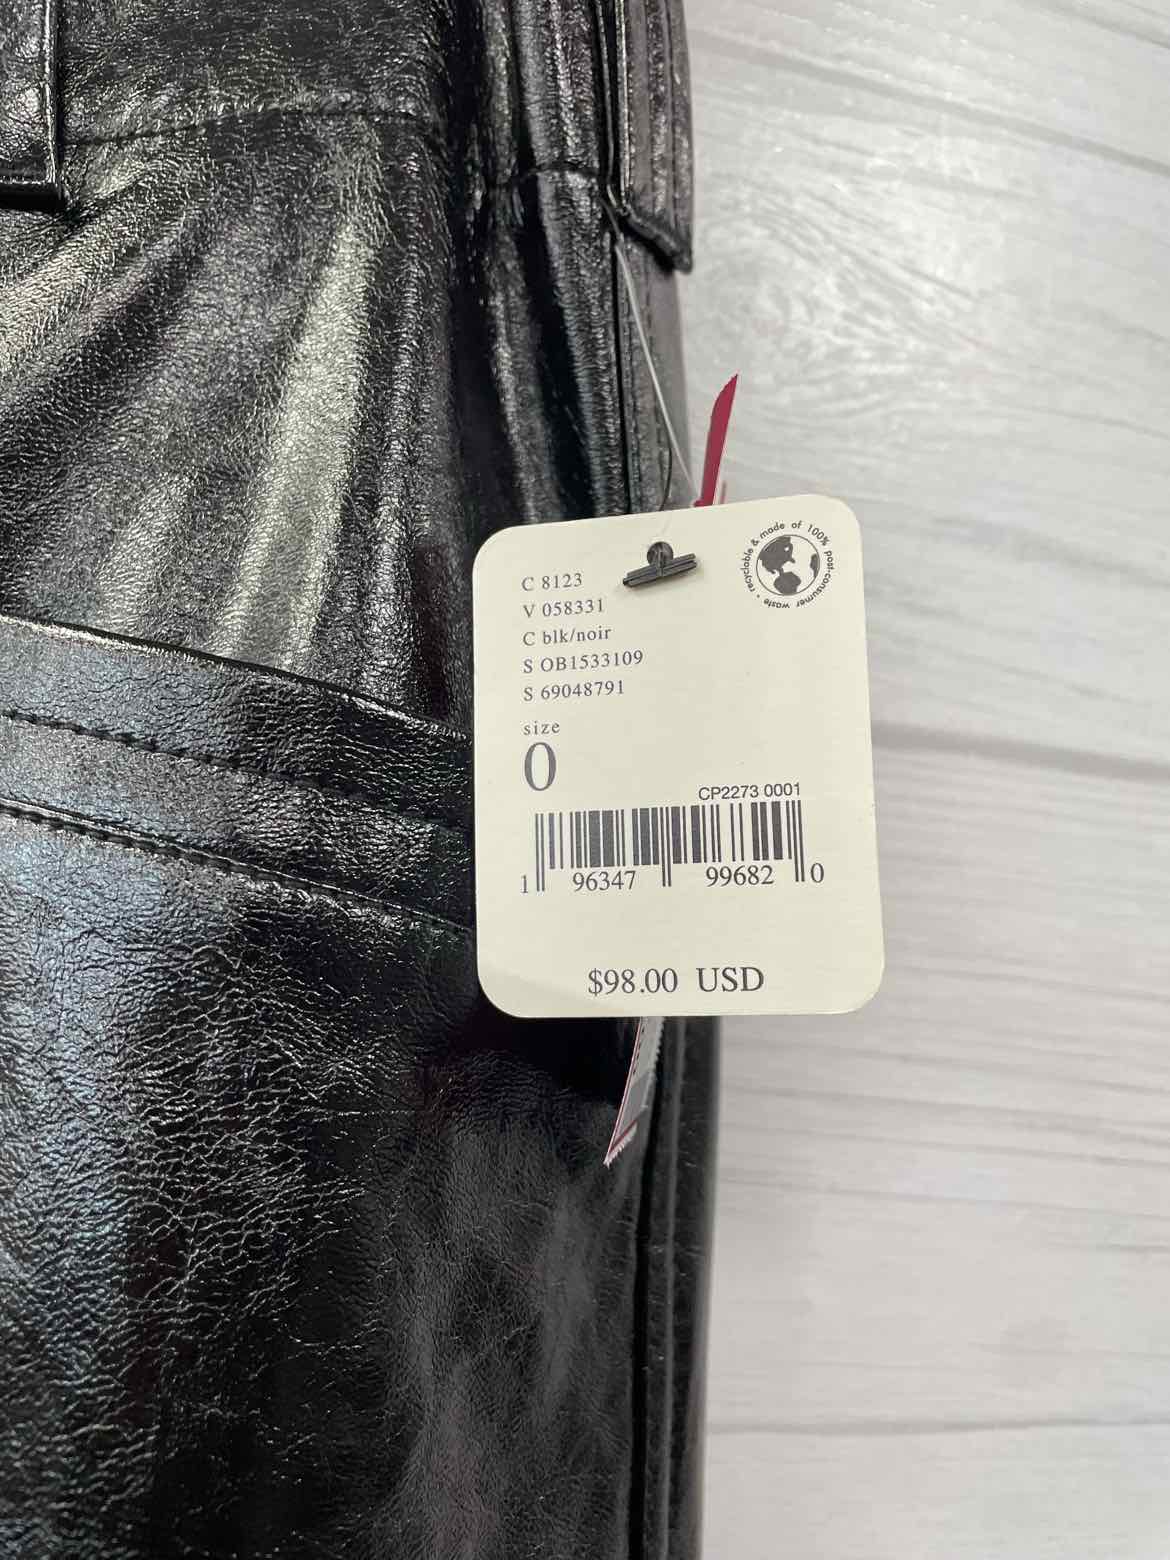 recyclable & made of 100% post-consumer waste •
C 8123
V 058331
C blk/noir
S OB1533109
S 69048791
size
0
CP2273 0001
1 96347 99682 0
$98.00 USD